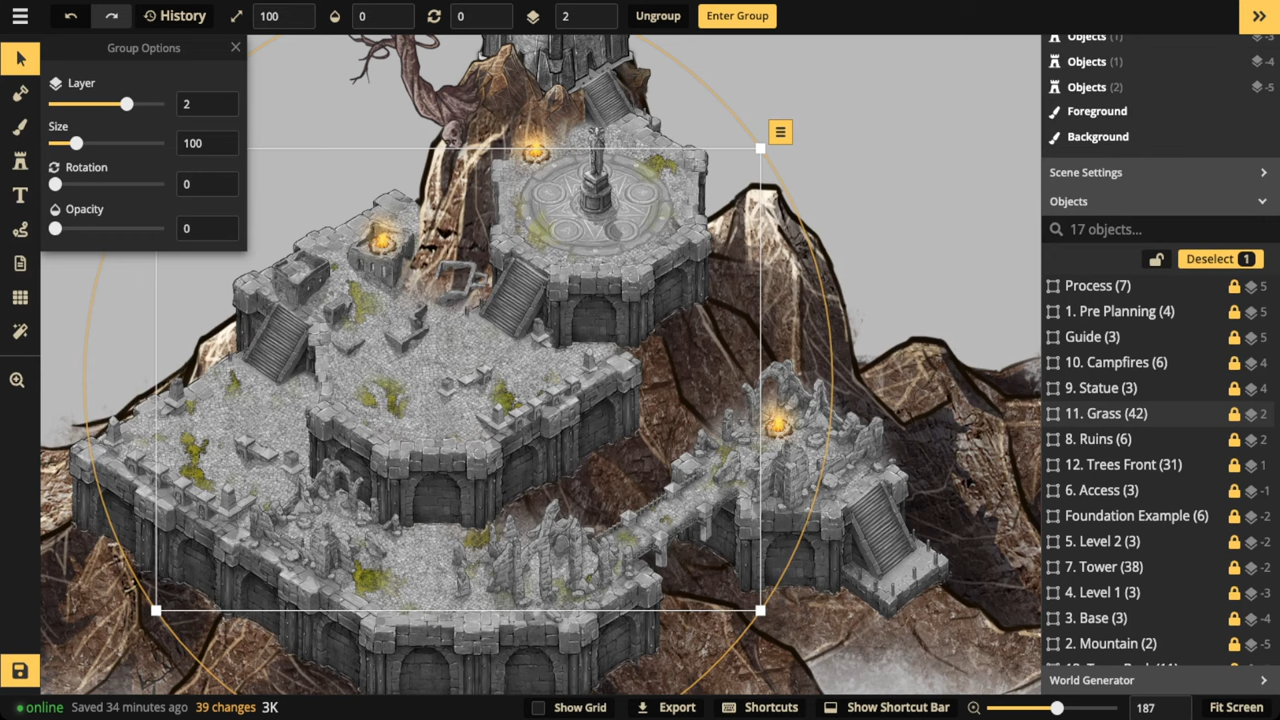 History 100 0 0 2 Ungroup Enter Group
Group Options
Layer
2
Size
100
Rotation
0
Opacity
0
Objects (1) -3
Objects (1) -4
Objects (2) -5
Foreground
Background
Scene Settings
Objects
17 objects...
Deselect 1
Process (7) 5
1. Pre Planning (4) 5
Guide (3) 5
10. Campfires (6) 4
9. Statue (3) 4
11. Grass (42) 2
8. Ruins (6) 2
12. Trees Front (31) 1
6. Access (3) -1
Foundation Example (6) -2
5. Level 2 (3) -2
7. Tower (38) -2
4. Level 1 (3) -3
3. Base (3) -4
2. Mountain (2) -5
World Generator
online Saved 34 minutes ago 39 changes 3K Show Grid Export Shortcuts Show Shortcut Bar 187 Fit Screen